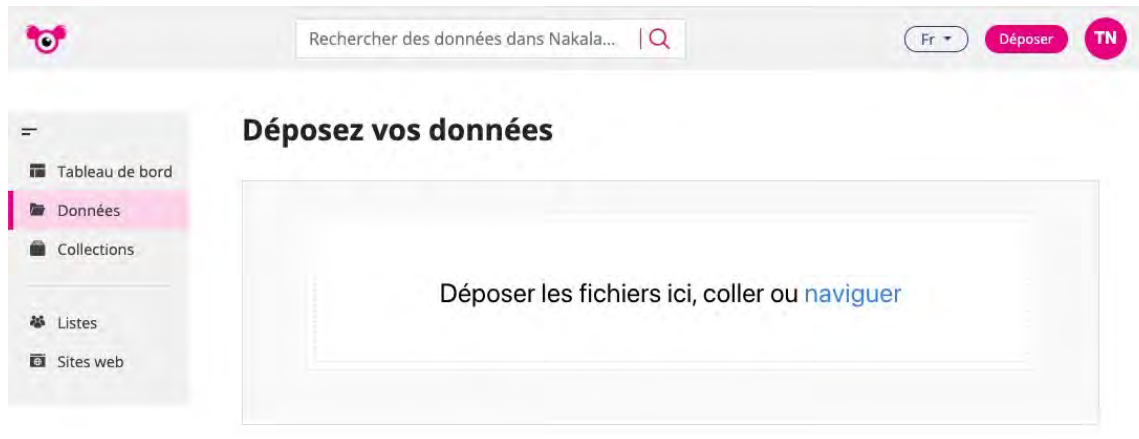 Rechercher des données dans Nakala...
Fr
Déposer
TN
Déposez vos données
Tableau de bord
Données
Collections
Listes
Sites web
Déposer les fichiers ici, coller ou naviguer